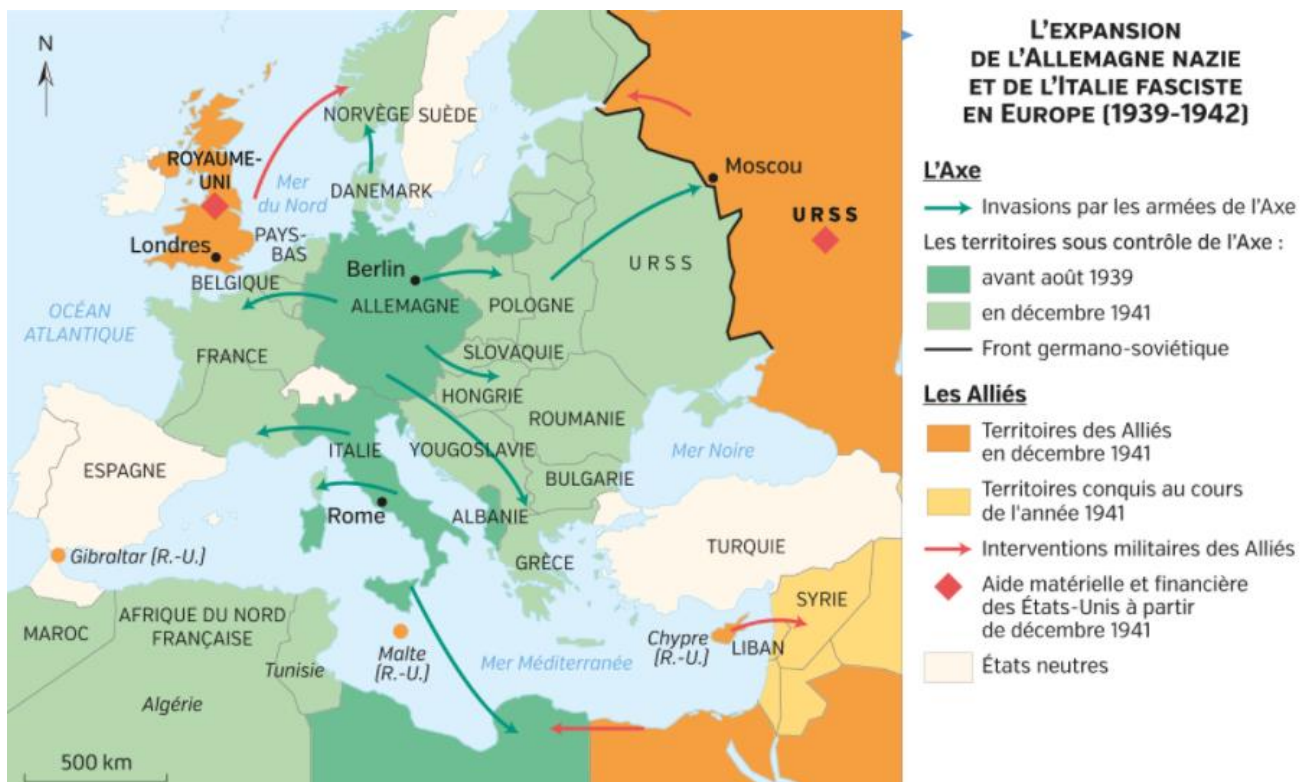 N
NORVÈGE
SUÈDE
ROYAUME-
UNI
Mer
du Nord
DANEMARK
Moscou
URSS
Londres
PAYS-
BAS
BELGIQUE
Berlin
ALLEMAGNE
POLOGNE
URSS
OCÉAN
ATLANTIQUE
FRANCE
SLOVAQUIE
HONGRIE
ROUMANIE
ITALIE
YOUGOSLAVIE
Mer Noire
ESPAGNE
BULGARIE
Rome
ALBANIE
TURQUIE
Gibraltar (R.-U.)
GRÈCE
SYRIE
MAROC
AFRIQUE DU NORD
FRANÇAISE
Chypre
(R.-U.)
LIBAN
Malte
(R.-U.)
Mer Méditerranée
Tunisie
Algérie
500 km
L'EXPANSION
DE L'ALLEMAGNE NAZIE
ET DE L'ITALIE FASCISTE
EN EUROPE (1939-1942)
L'Axe
Invasions par les armées de l'Axe
Les territoires sous contrôle de l'Axe :
avant août 1939
en décembre 1941
Front germano-soviétique
Les Alliés
Territoires des Alliés
en décembre 1941
Territoires conquis au cours
de l'année 1941
Interventions militaires des Alliés
Aide matérielle et financière
des États-Unis à partir
de décembre 1941
États neutres